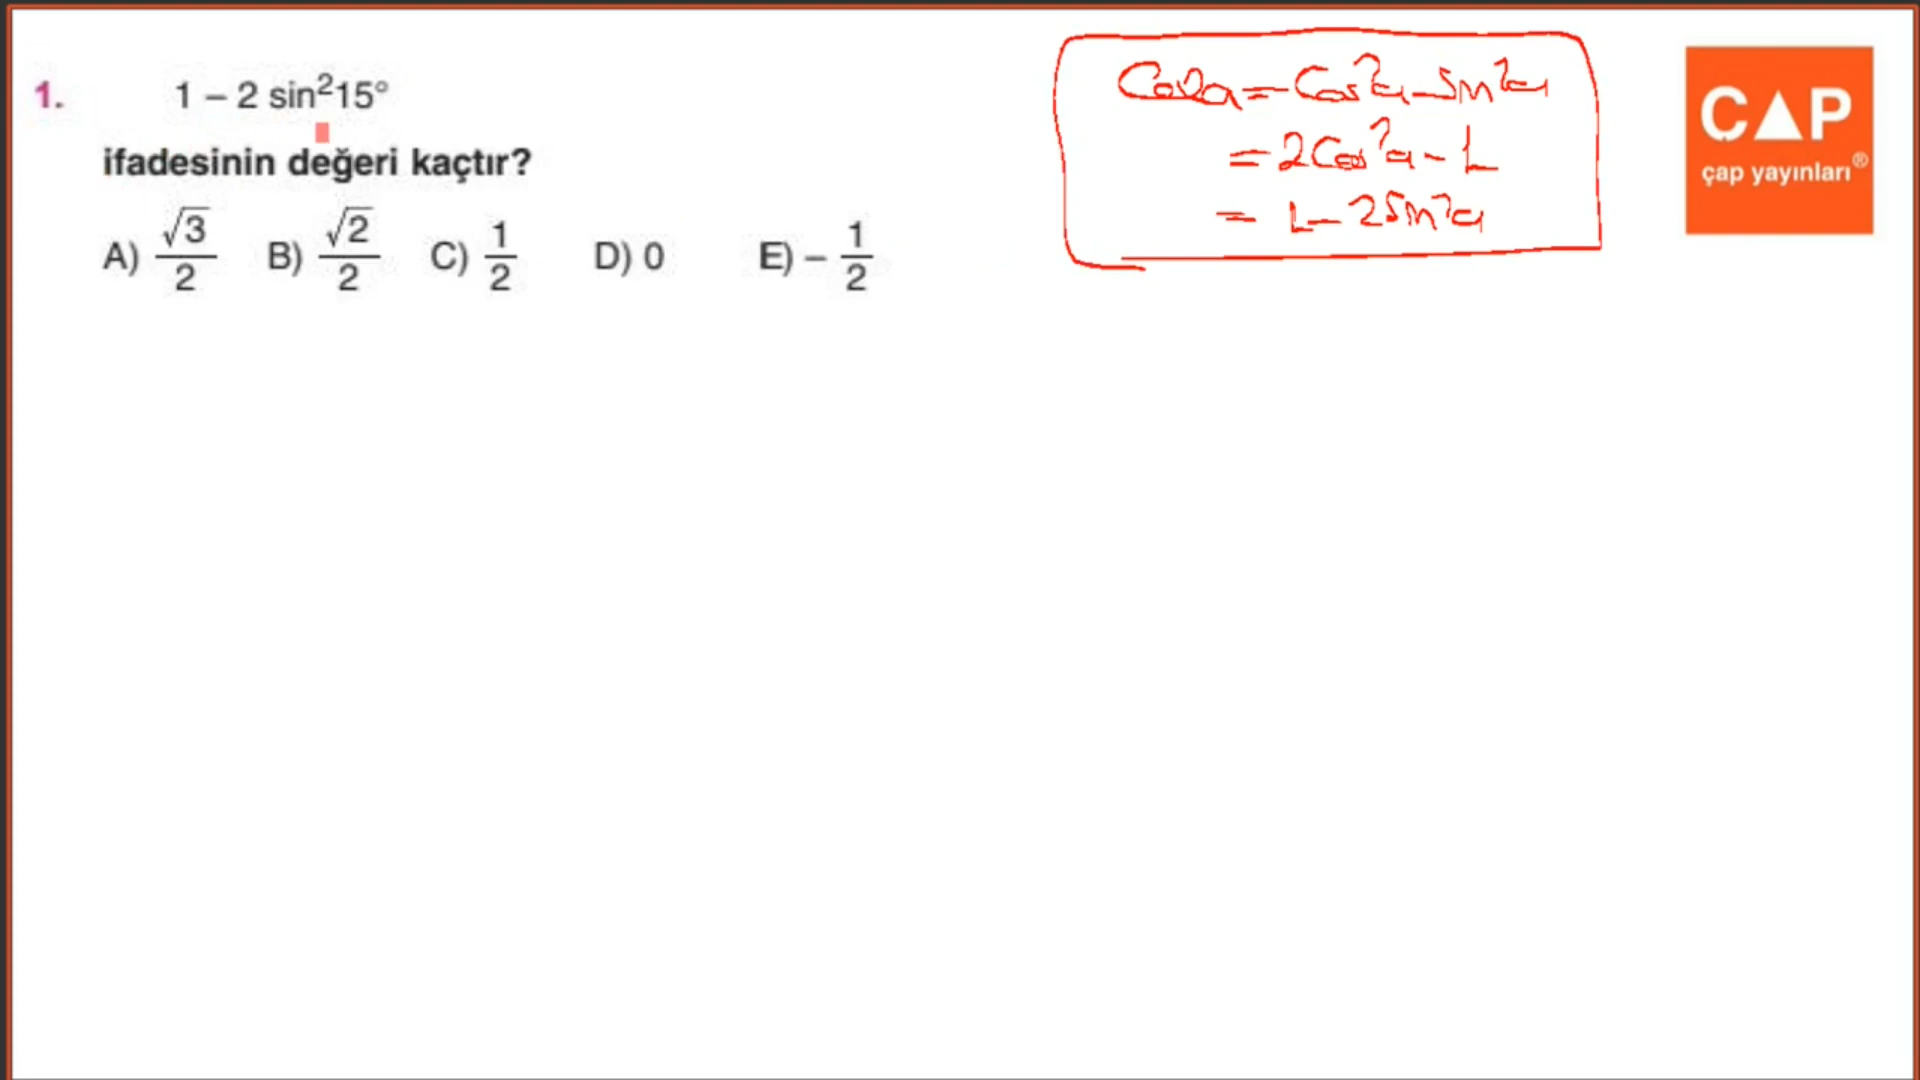 1. 1 – 2 sin²15°
ifadesinin değeri kaçtır?
A) √3/2 B) √2/2 C) 1/2 D) 0 E) – 1/2
Cos2a = Cos²a - Sin²a
= 2Cos²a - 1
= 1 - 2Sin²a
ÇAP
çap yayınları®